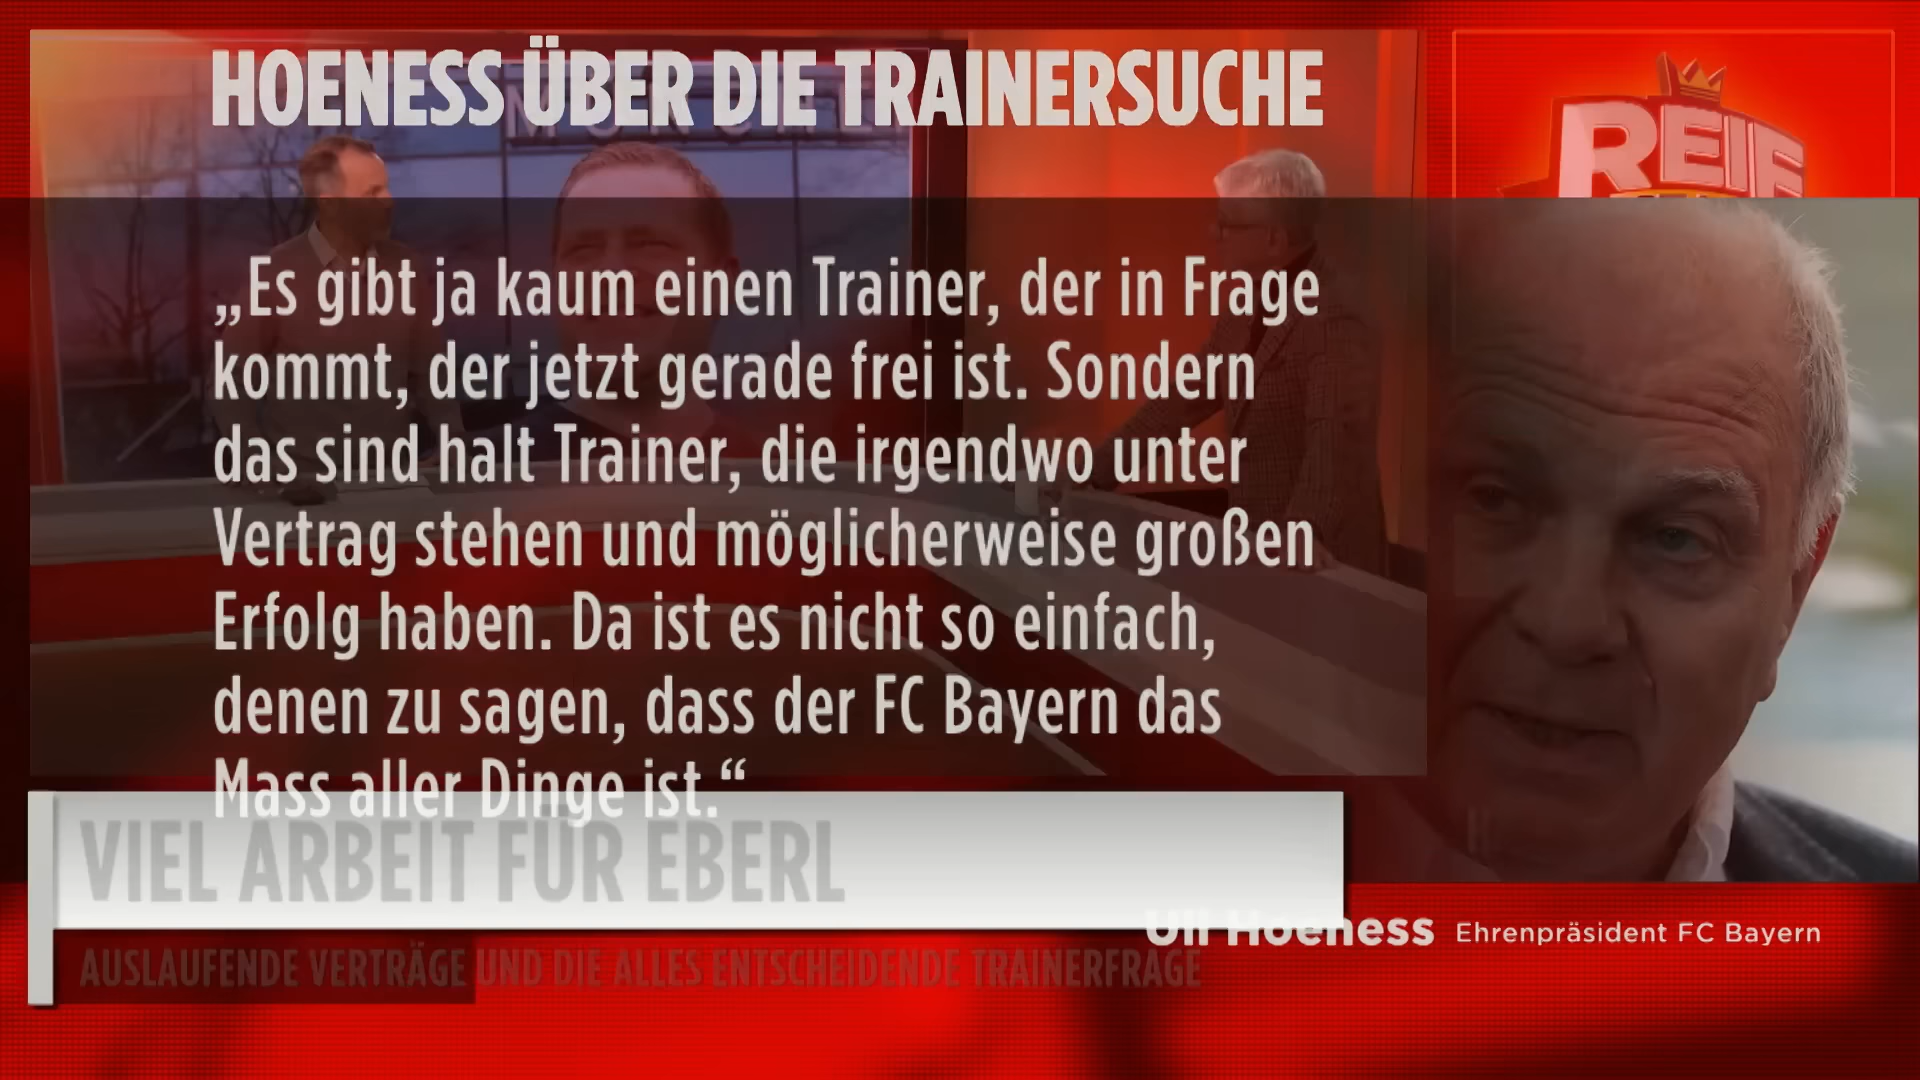 HOENESS ÜBER DIE TRAINERSUCHE
REIF
„Es gibt ja kaum einen Trainer, der in Frage
kommt, der jetzt gerade frei ist. Sondern
das sind halt Trainer, die irgendwo unter
Vertrag stehen und möglicherweise großen
Erfolg haben. Da ist es nicht so einfach,
denen zu sagen, dass der FC Bayern das
Mass aller Dinge ist.“
VIEL ARBEIT FÜR EBERL
Uli Hoeness Ehrenpräsident FC Bayern
AUSLAUFENDE VERTRÄGE UND DIE ALLES ENTSCHEIDENDE TRAINERFRAGE